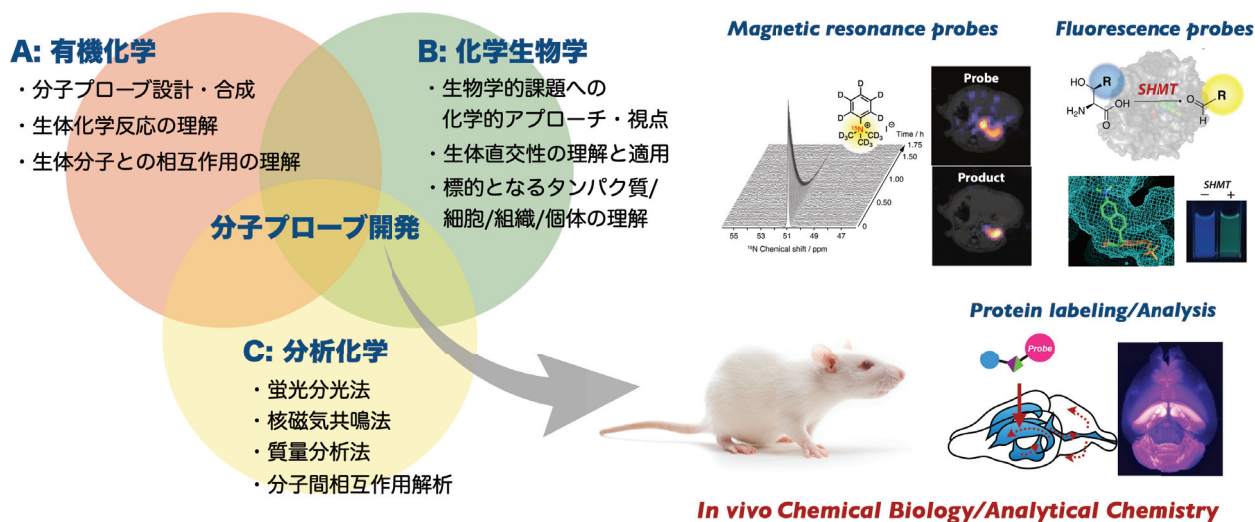 A: 有機化学
・分子プローブ設計・合成
・生体化学反応の理解
・生体分子との相互作用の理解
B: 化学生物学
・生物学的課題への
化学的アプローチ・視点
・生体直交性の理解と適用
・標的となるタンパク質/
細胞/組織/個体の理解
分子プローブ開発
C: 分析化学
・蛍光分光法
・核磁気共鳴法
・質量分析法
・分子間相互作用解析
Magnetic resonance probes
D
D D
D D
15N ⊕
D3C CD3
CD3
I ⊖
Time / h
1.75
1.50
1.00
0.50
0
55 53 51 49 47
15N Chemical shift / ppm
Probe
Product
Fluorescence probes
HO R
H2N OH
O
SHMT
R
O
H
SHMT
− +
Protein labeling/Analysis
Probe
In vivo Chemical Biology/Analytical Chemistry